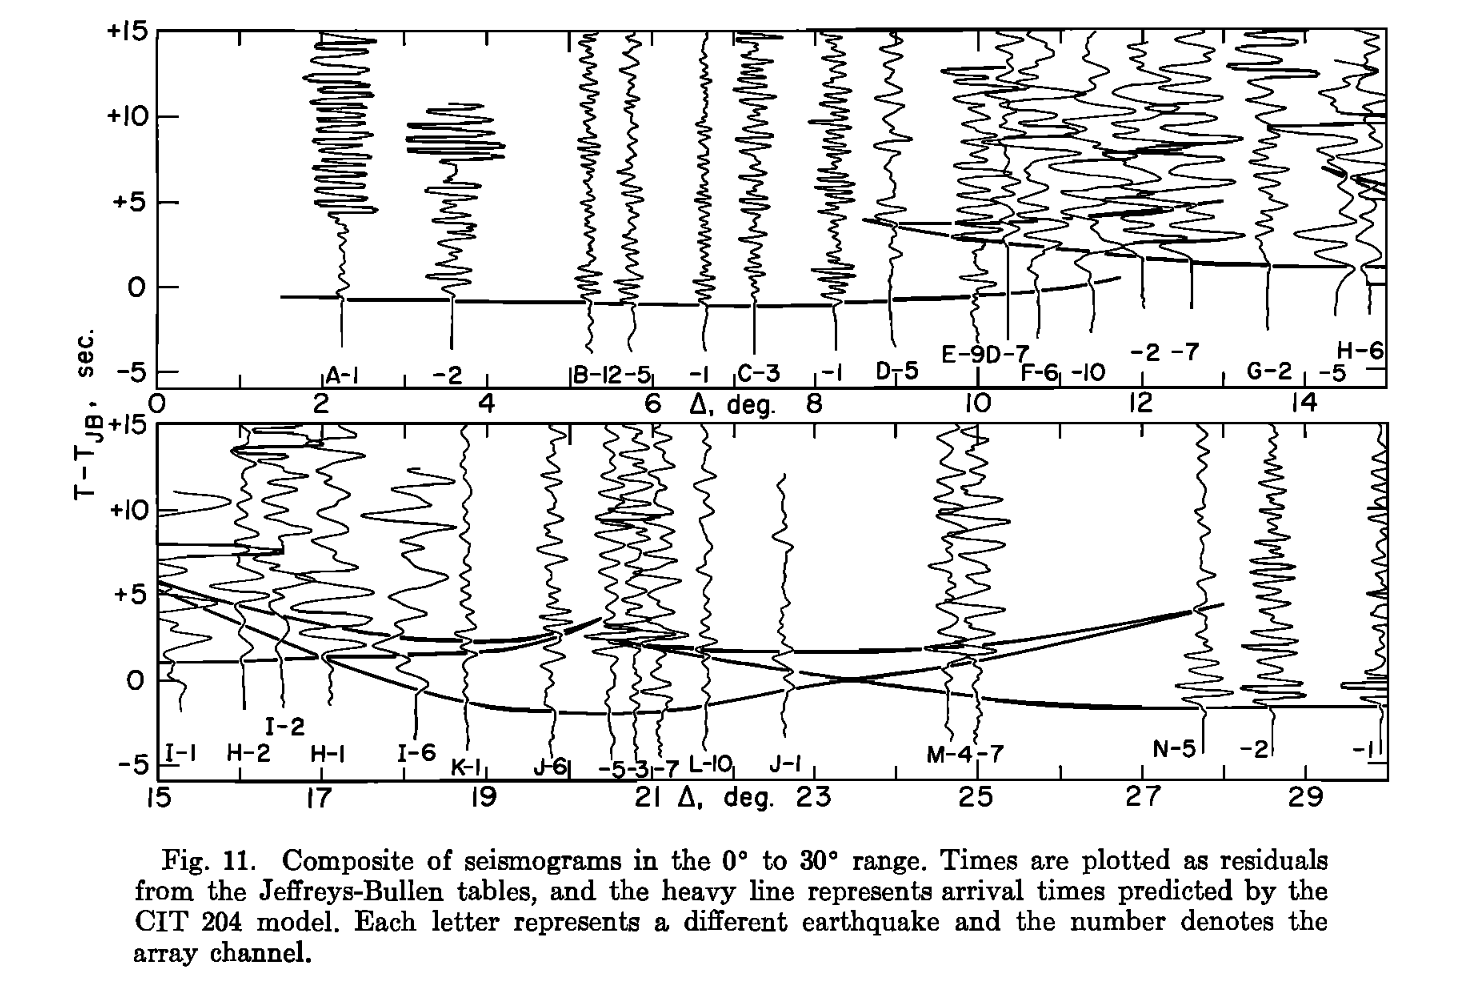 +15
+10
+5
0
-5
sec.
A-1 -2 B-12 -5 -1 C-3 -1 D-5 E-9 D-7 F-6 -10 -2 -7 G-2 -5 H-6
0 2 4 6 Δ, deg. 8 10 12 14
T-T_JB,
+15
+10
+5
0
-5
I-1 H-2 I-2 H-1 I-6 K-1 J-6 -5 -3 -7 L-10 J-1 M-4 -7 N-5 -2 -1
15 17 19 21 Δ, deg. 23 25 27 29
Fig. 11. Composite of seismograms in the 0° to 30° range. Times are plotted as residuals
from the Jeffreys-Bullen tables, and the heavy line represents arrival times predicted by the
CIT 204 model. Each letter represents a different earthquake and the number denotes the
array channel.